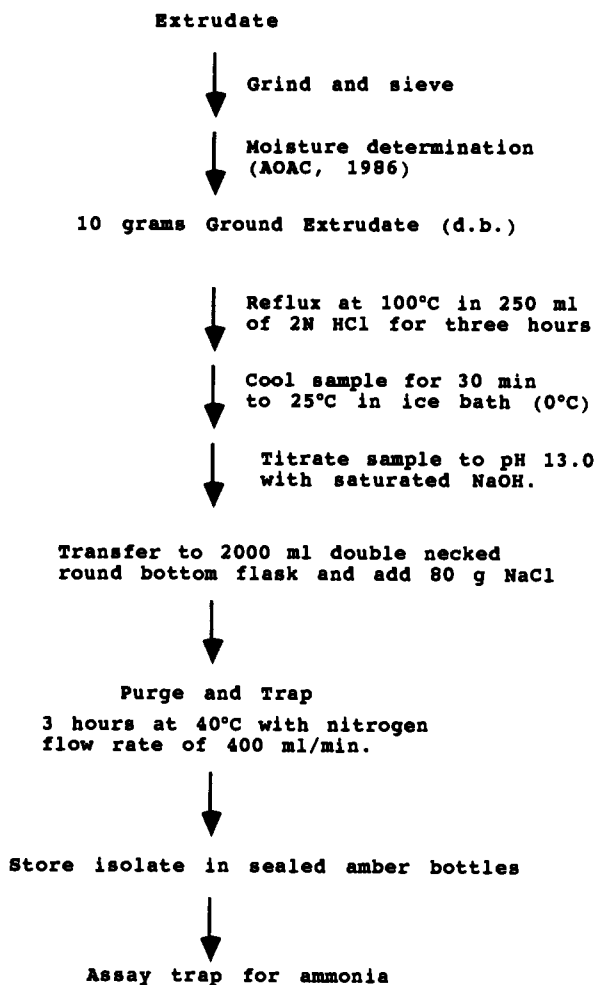 Extrudate
Grind and sieve
Moisture determination
(AOAC, 1986)
10 grams Ground Extrudate (d.b.)
Reflux at 100°C in 250 ml
of 2N HCl for three hours
Cool sample for 30 min
to 25°C in ice bath (0°C)
Titrate sample to pH 13.0
with saturated NaOH.
Transfer to 2000 ml double necked
round bottom flask and add 80 g NaCl
Purge and Trap
3 hours at 40°C with nitrogen
flow rate of 400 ml/min.
Store isolate in sealed amber bottles
Assay trap for ammonia